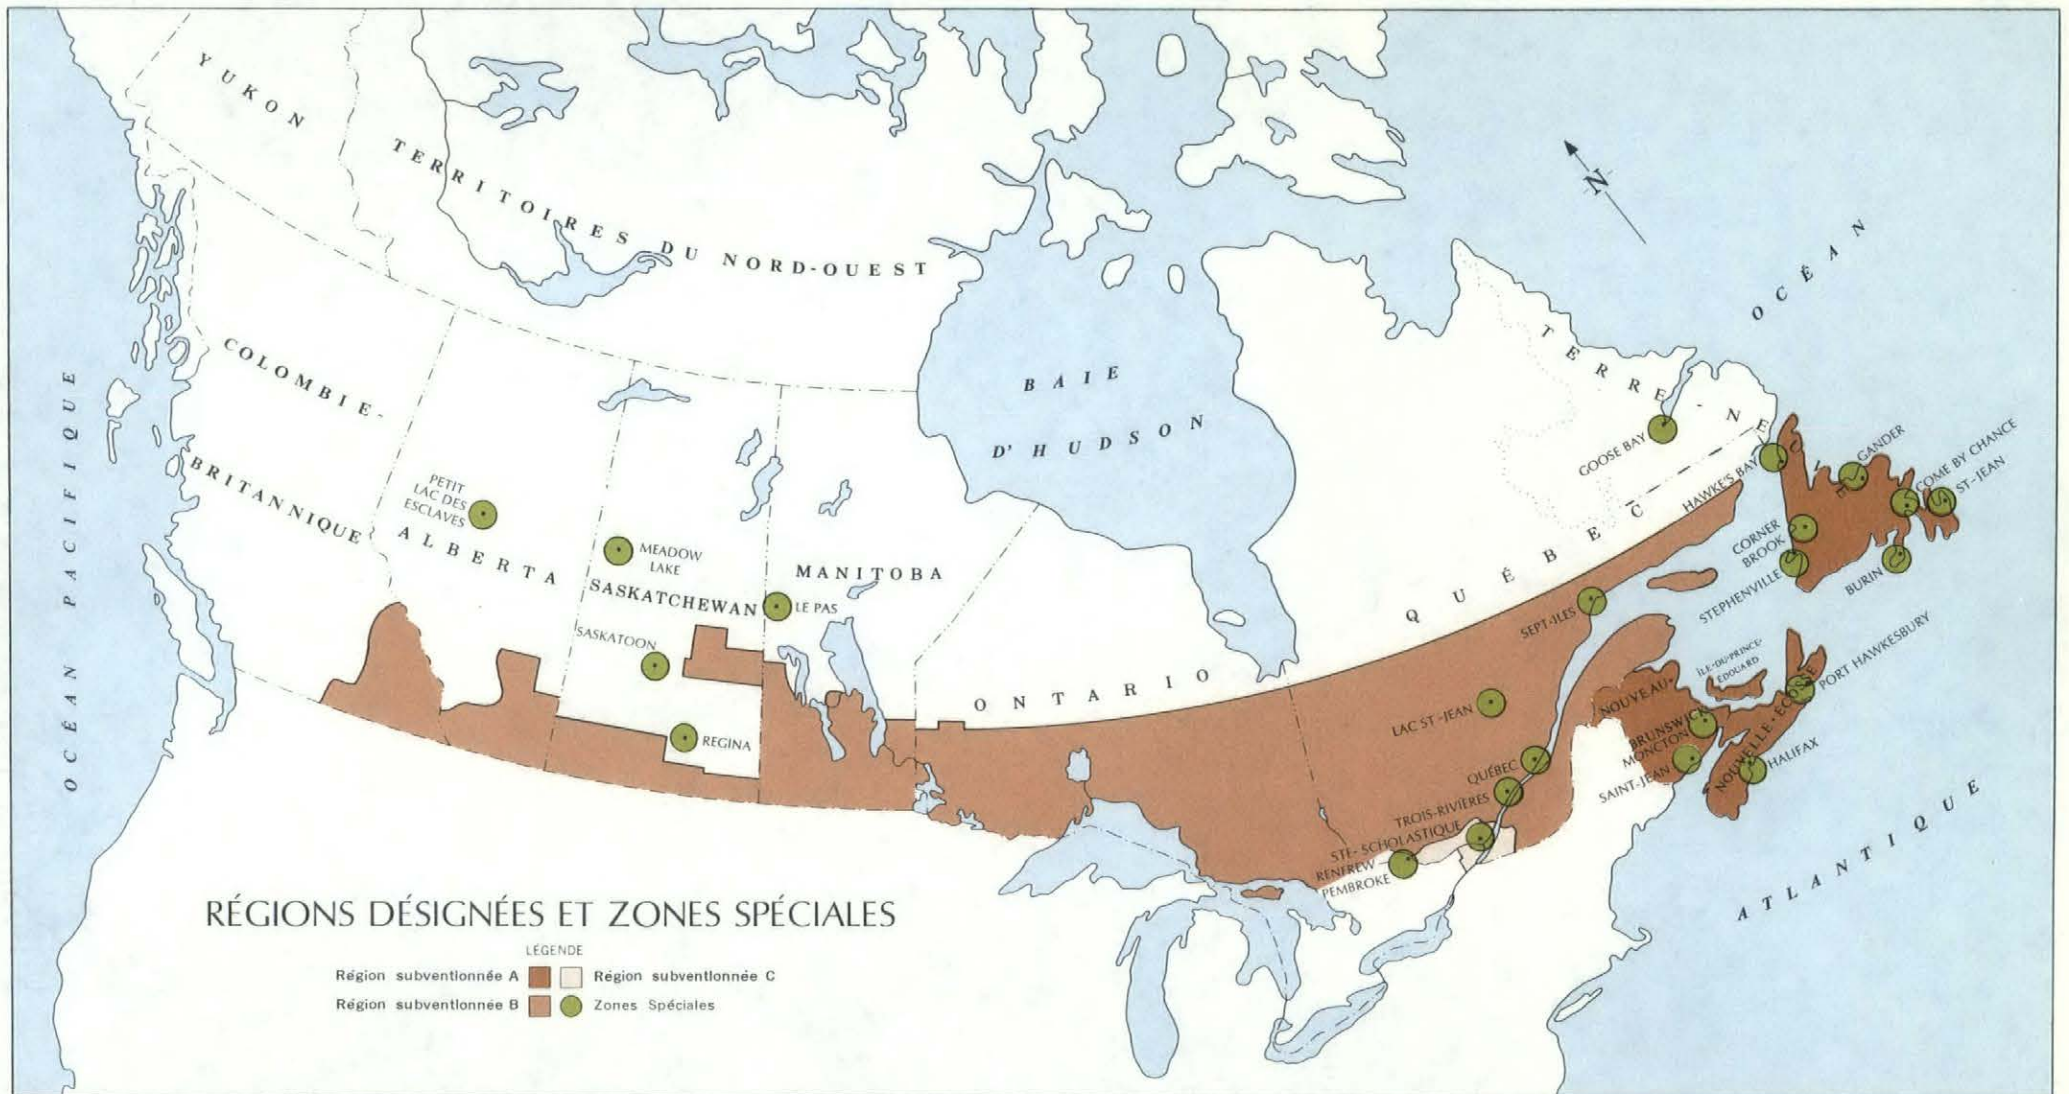 YUKON
TERRITOIRES DU NORD-OUEST
N
OCÉAN
ATLANTIQUE
OCÉAN PACIFIQUE
COLOMBIE-
BRITANNIQUE
BAIE
D'HUDSON
TERRE-NEUVE
GOOSE BAY
HAWKE'S BAY
GANDER
COME BY CHANCE
ST-JEAN
CORNER
BROOK
STEPHENVILLE
BURIN
PETIT
LAC DES
ESCLAVES
ALBERTA
MEADOW
LAKE
SASKATCHEWAN
MANITOBA
LE PAS
SASKATOON
REGINA
ONTARIO
QUÉBEC
SEPT-ILES
ÎLE-DU-PRINCE-
ÉDOUARD
PORT HAWKESBURY
NOUVEAU-
BRUNSWICK
MONCTON
SAINT-JEAN
NOUVELLE-ÉCOSSE
HALIFAX
LAC ST-JEAN
QUÉBEC
TROIS-RIVIÈRES
STE-SCHOLASTIQUE
RENFREW
PEMBROKE
RÉGIONS DÉSIGNÉES ET ZONES SPÉCIALES
LÉGENDE
Région subventionnée A
Région subventionnée C
Région subventionnée B
Zones Spéciales